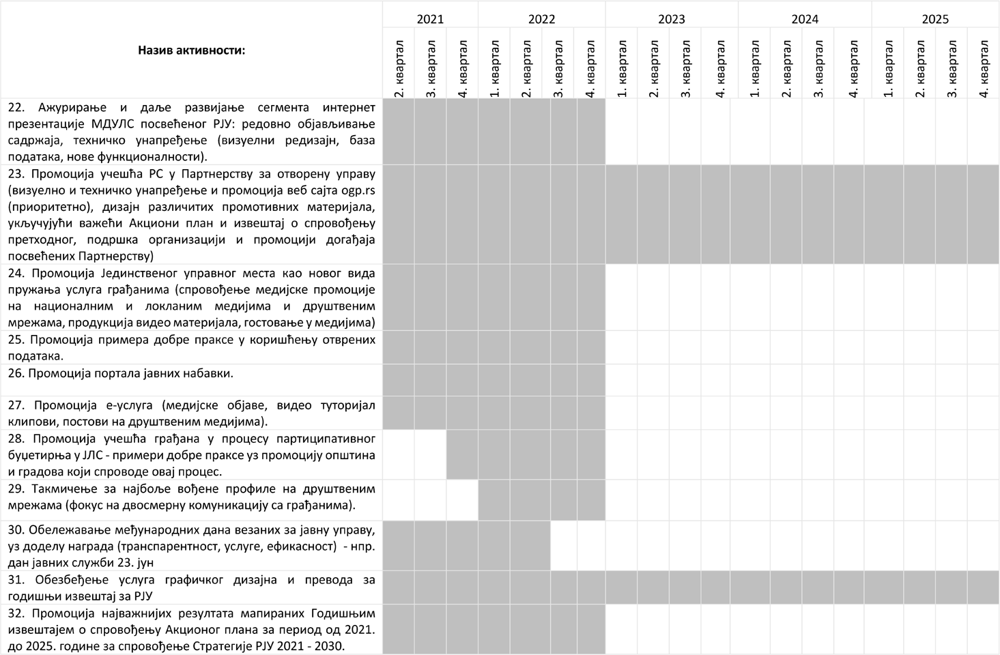 2021 2022 2023 2024 2025
Назив активности:
2. квартал 3. квартал 4. квартал 1. квартал 2. квартал 3. квартал 4. квартал 1. квартал 2. квартал 3. квартал 4. квартал 1. квартал 2. квартал 3. квартал 4. квартал 1. квартал 2. квартал 3. квартал 4. квартал
22. Ажурирање и даље развијање сегмента интернет
презентације МДУЛС посвећеног РЈУ: редовно објављивање
садржаја, техничко унапређење (визуелни редизајн, база
података, нове функционалности).
23. Промоција учешћа РС у Партнерству за отворену управу
(визуелно и техничко унапређење и промоција веб сајта ogp.rs
(приоритетно), дизајн различитих промотивних материјала,
укључујући важећи Акциони план и извештај о спровођењу
претходног, подршка организацији и промоцији догађаја
посвећених Партнерству)
24. Промоција Јединственог управног места као новог вида
пружања услуга грађанима (спровођење медијске промоције
на националним и локланим медијима и друштвеним
мрежама, продукција видео материјала, гостовање у медијима)
25. Промоција примера добре праксе у коришћењу отврених
података.
26. Промоција портала јавних набавки.
27. Промоција е-услуга (медијске објаве, видео туторијал
клипови, постови на друштвеним медијима).
28. Промоција учешћа грађана у процесу партиципативног
буџетирња у ЈЛС - примери добре праксе уз промоцију општина
и градова који спроводе овај процес.
29. Такмичење за најбоље вођене профиле на друштвеним
мрежама (фокус на двосмерну комуникацију са грађанима).
30. Обележавање међународних дана везаних за јавну управу,
уз доделу награда (транспарентност, услуге, ефикасност) - нпр.
дан јавних служби 23. јун
31. Обезбеђење услуга графичког дизајна и превода за
годишњи извештај за РЈУ
32. Промоција најважнијих резултата мапираних Годишњим
извештајем о спровођењу Акционог плана за период од 2021.
до 2025. године за спровођење Стратегије РЈУ 2021 - 2030.